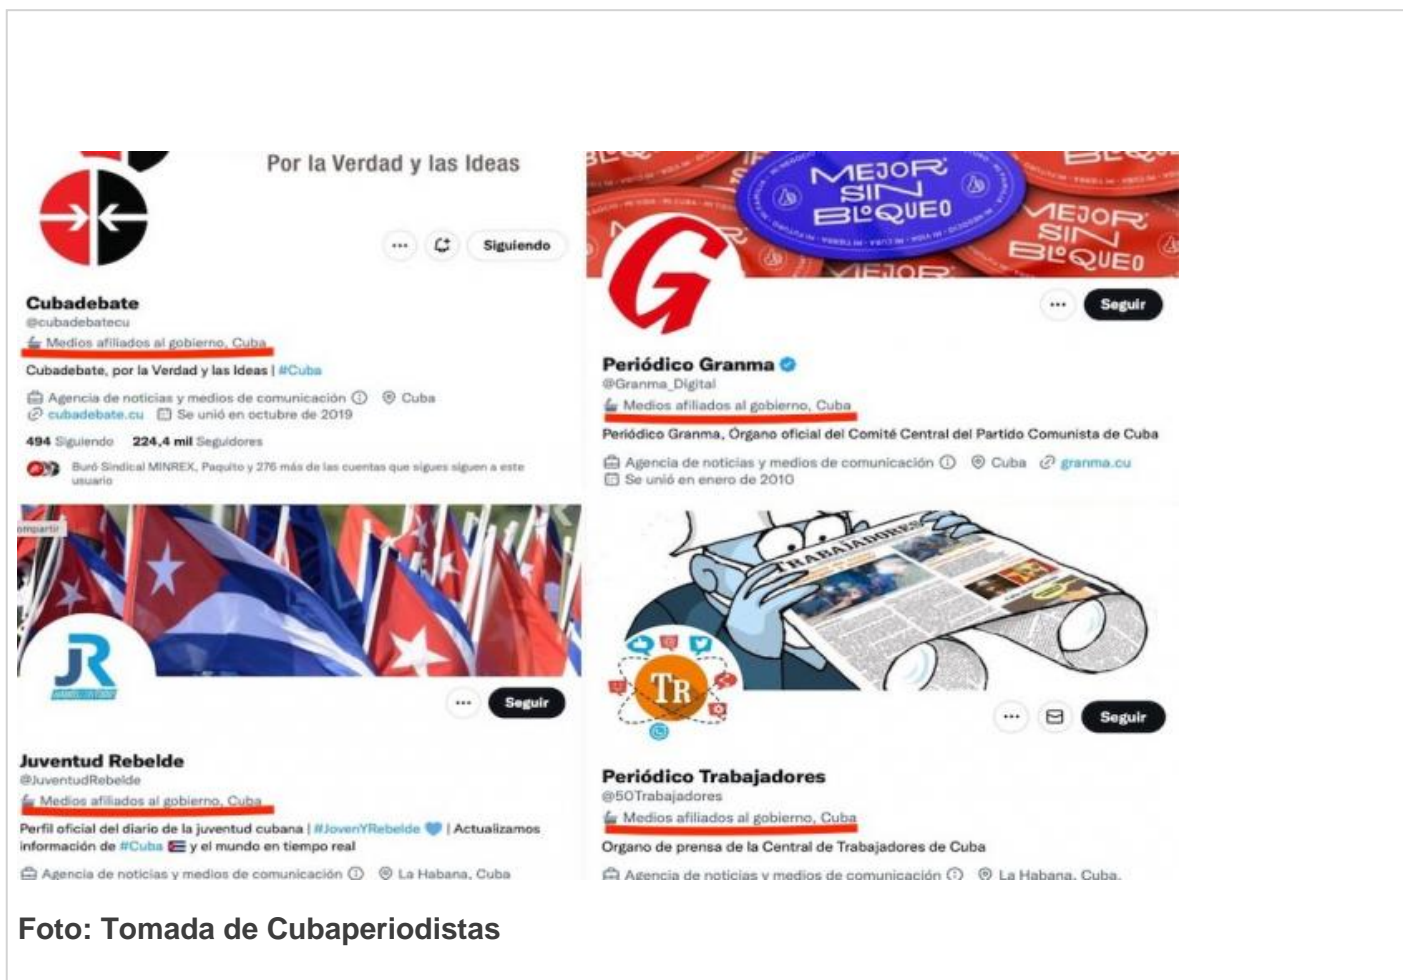 Por la Verdad y las Ideas
Siguiendo
Cubadebate
@cubadebatecu
Medios afiliados al gobierno, Cuba
Cubadebate, por la Verdad y las Ideas | #Cuba
Agencia de noticias y medios de comunicación Cuba
cubadebate.cu Se unió en octubre de 2019
494 Siguiendo 224,4 mil Seguidores
Buró Sindical MINREX, Paquito y 276 más de las cuentas que sigues siguen a este
usuario
MEJOR
SIN
BLOQUEO
MEJOR
SIN
BLOQUEO
G
Seguir
Periódico Granma
@Granma_Digital
Medios afiliados al gobierno, Cuba
Periódico Granma, Órgano oficial del Comité Central del Partido Comunista de Cuba
Agencia de noticias y medios de comunicación Cuba granma.cu
Se unió en enero de 2010
ompartir
JR
Seguir
Juventud Rebelde
@JuventudRebelde
Medios afiliados al gobierno, Cuba
Perfil oficial del diario de la juventud cubana | #JovenYRebelde 💙 | Actualizamos
información de #Cuba 🇨🇺 y el mundo en tiempo real
Agencia de noticias y medios de comunicación La Habana, Cuba
TRABAJADORES
TR
Seguir
Periódico Trabajadores
@50Trabajadores
Medios afiliados al gobierno, Cuba
Organo de prensa de la Central de Trabajadores de Cuba
Agencia de noticias y medios de comunicación La Habana, Cuba.
Foto: Tomada de Cubaperiodistas